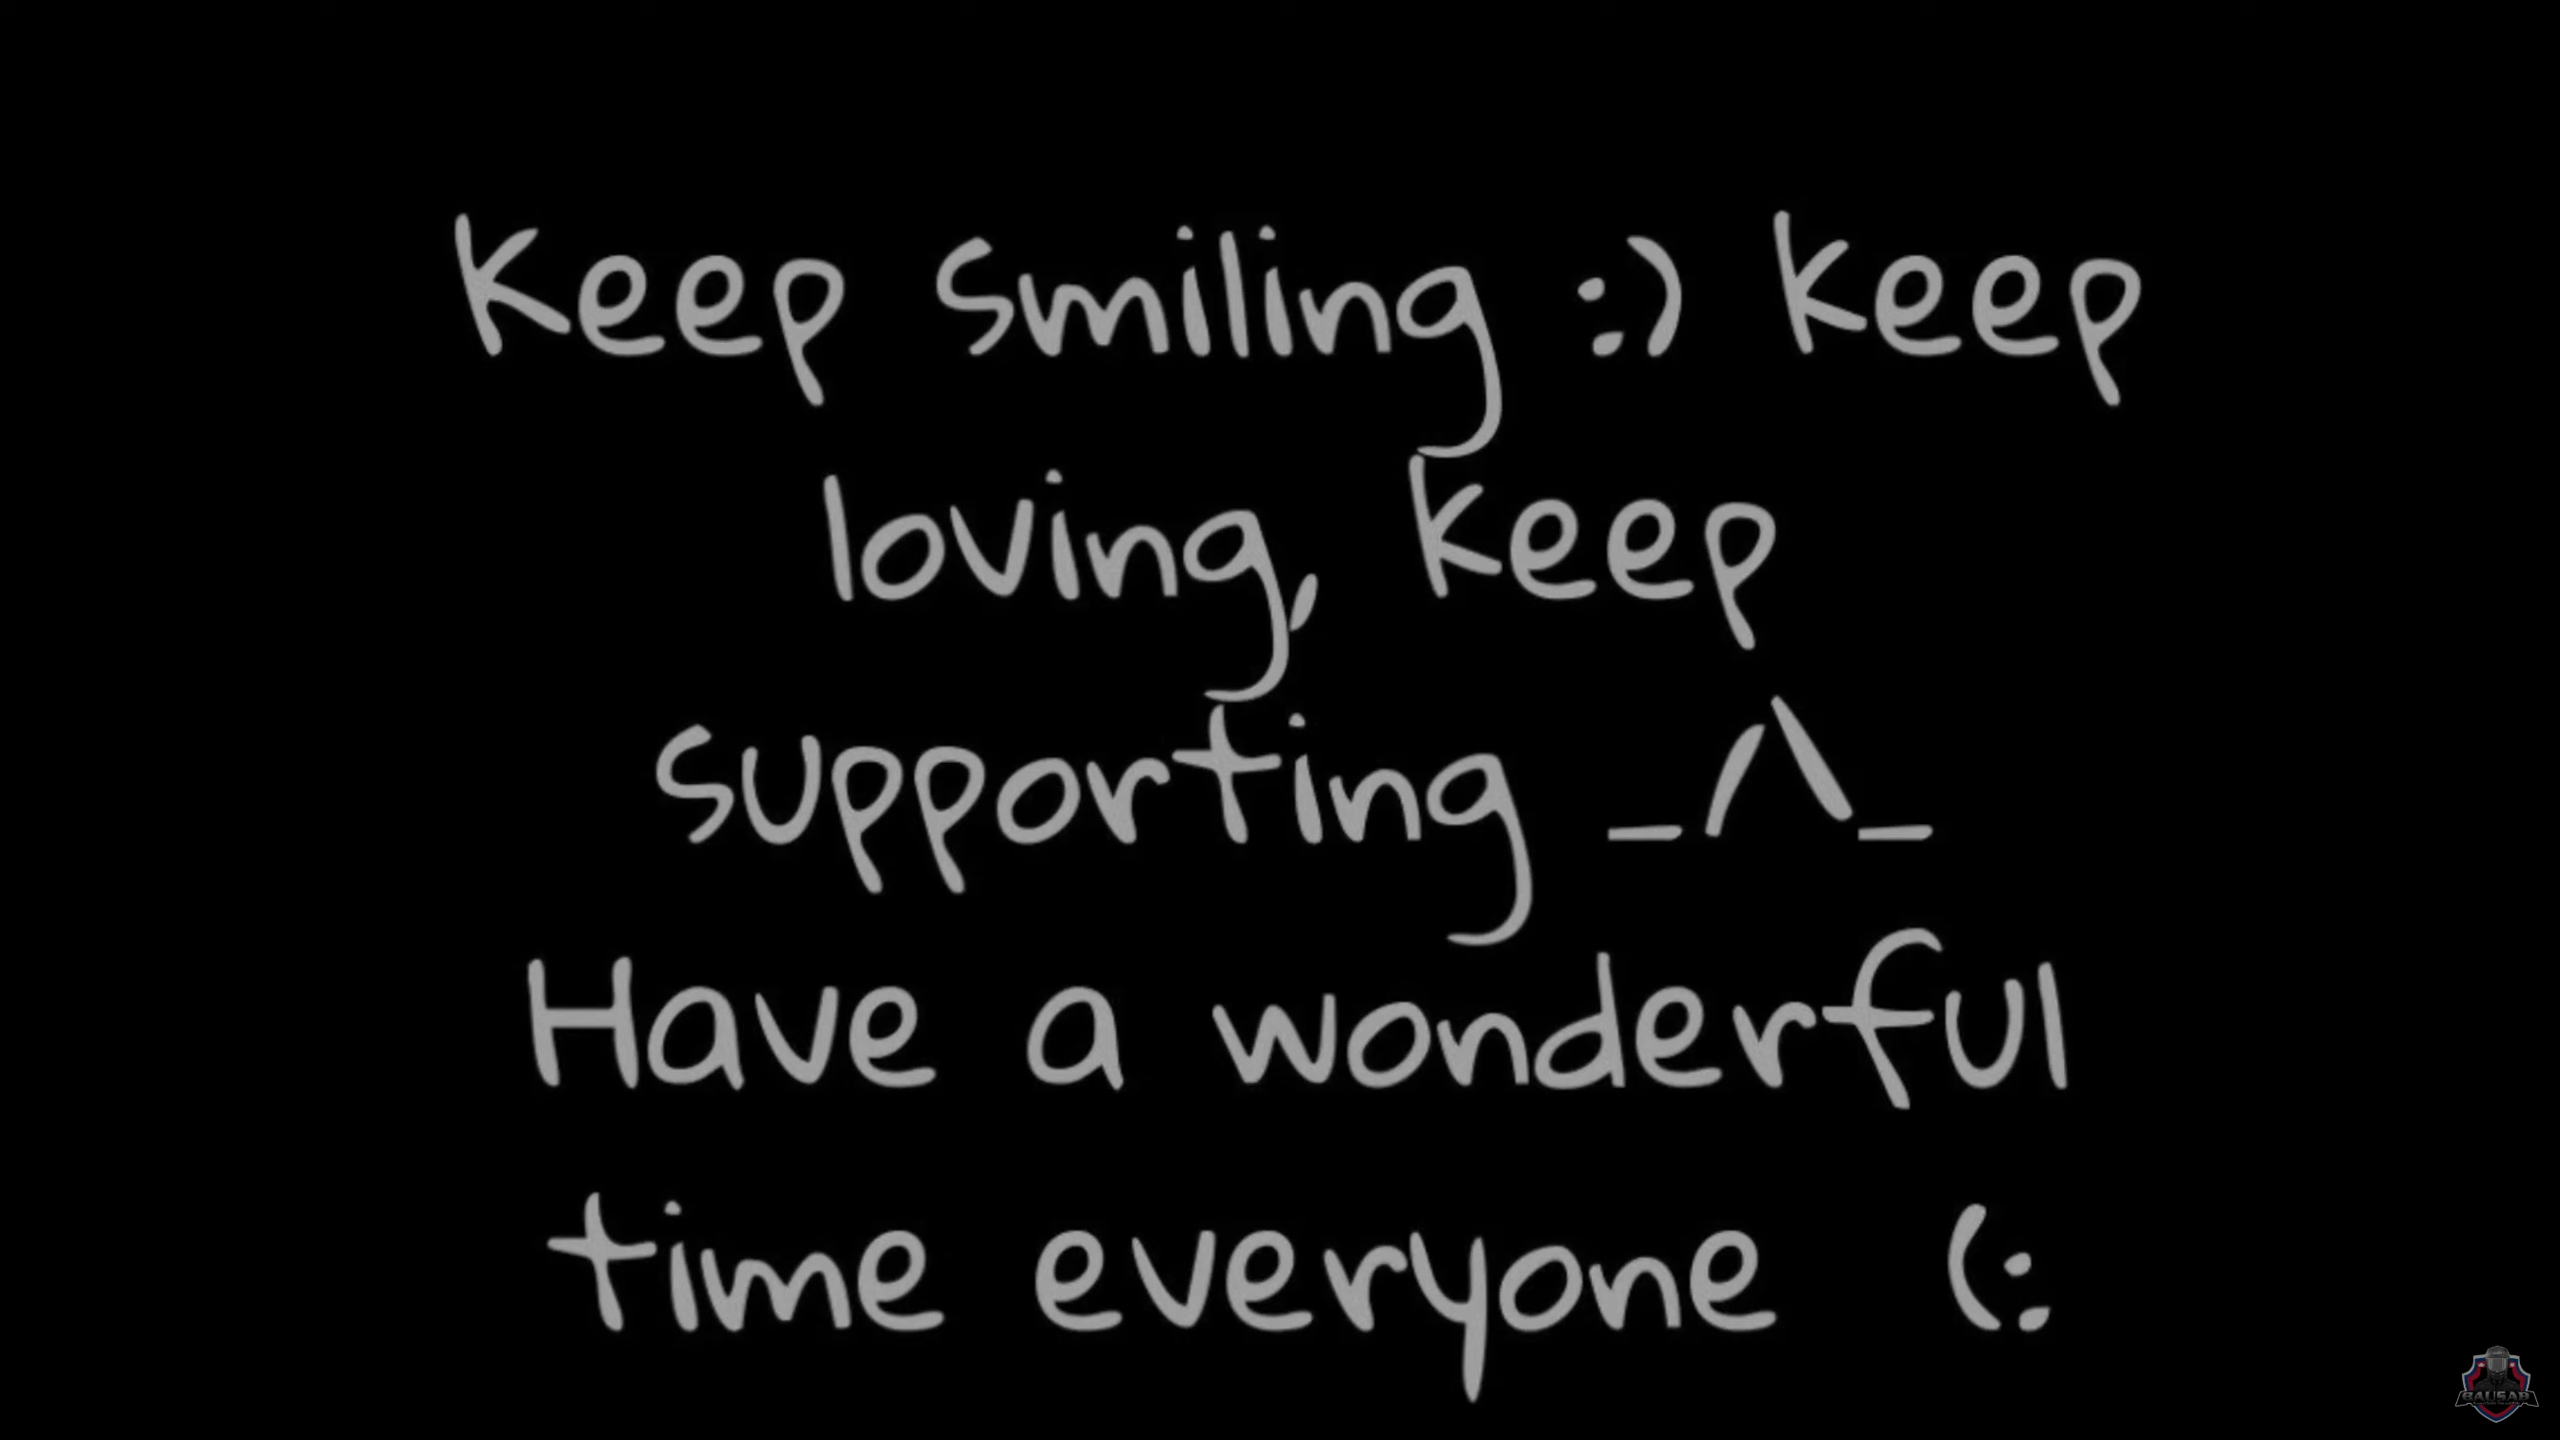 Keep smiling :) keep
loving, keep
supporting _/\_
Have a wonderful
time everyone (: